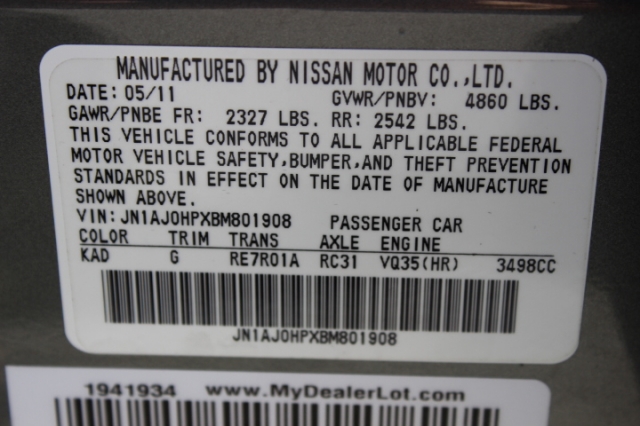 MANUFACTURED BY NISSAN MOTOR CO.,LTD.
DATE: 05/11 GVWR/PNBV: 4860 LBS.
GAWR/PNBE FR: 2327 LBS. RR: 2542 LBS.
THIS VEHICLE CONFORMS TO ALL APPLICABLE FEDERAL
MOTOR VEHICLE SAFETY,BUMPER,AND THEFT PREVENTION
STANDARDS IN EFFECT ON THE DATE OF MANUFACTURE
SHOWN ABOVE.
VIN: JN1AJ0HPXBM801908 PASSENGER CAR
COLOR TRIM TRANS AXLE ENGINE
KAD G RE7R01A RC31 VQ35(HR) 3498CC
JN1AJ0HPXBM801908
1941934 www.MyDealerLot.com